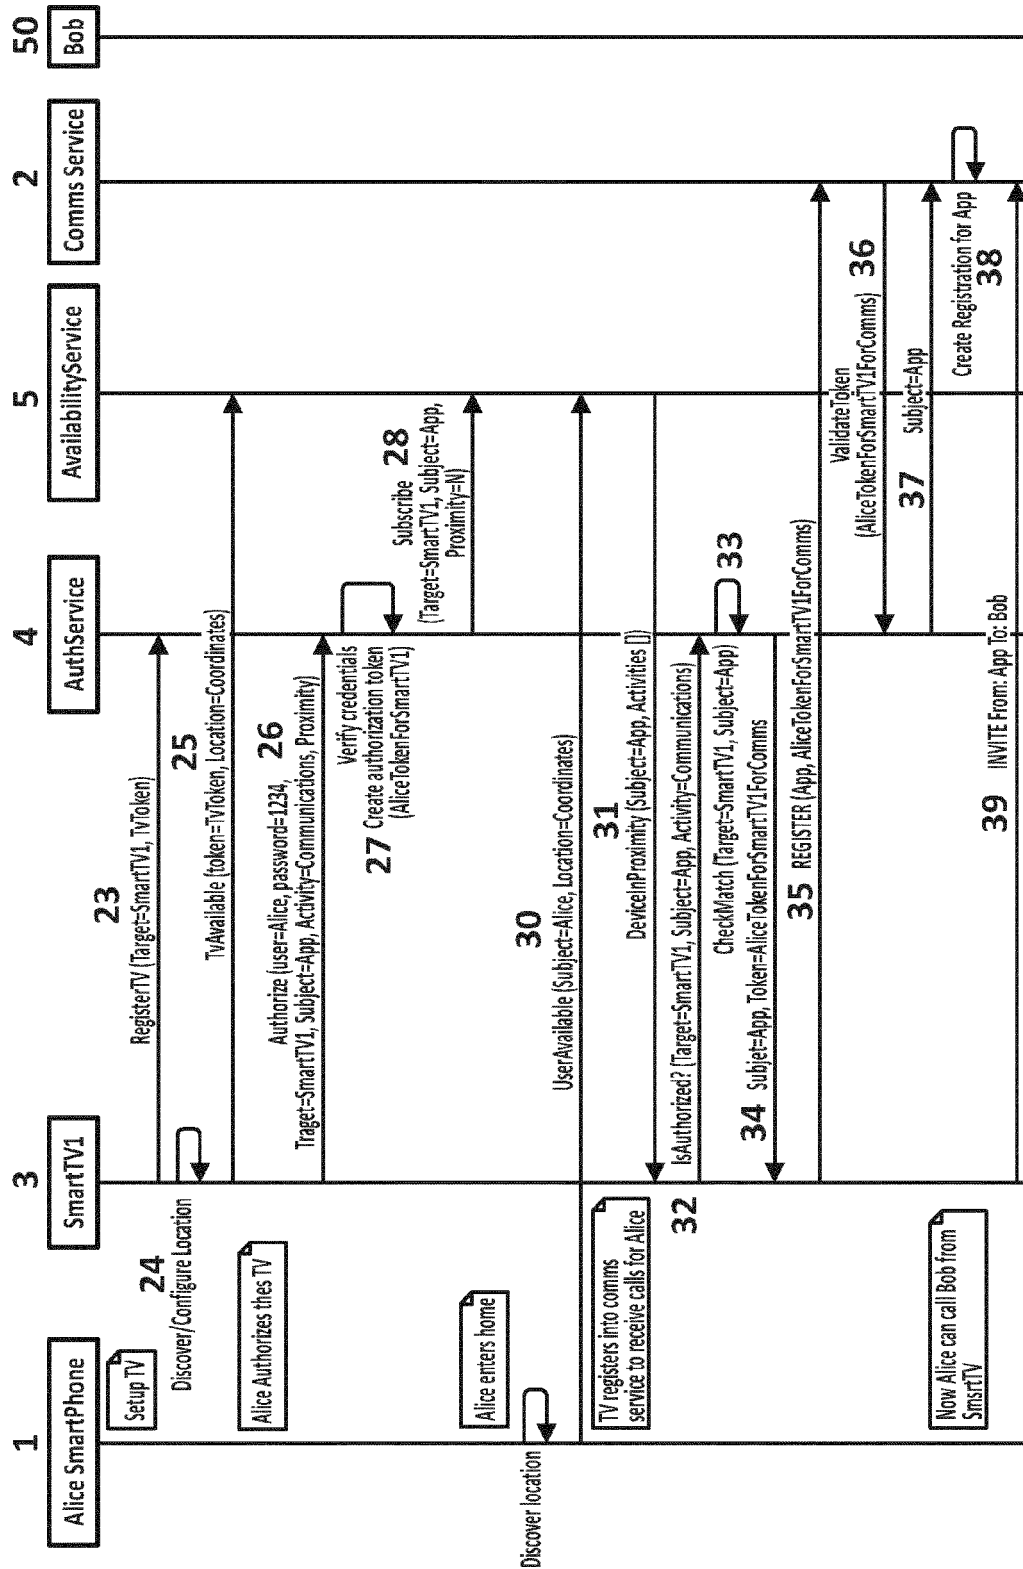 1
3
4
5
2
50
Alice SmartPhone
SmartTV1
AuthService
AvailabilityService
Comms Service
Bob
Setup TV
23
RegisterTV (Target=SmartTV1, TvToken)
24
Discover/Configure Location
25
TvAvailable (token=TvToken, Location=Coordinates)
Alice Authorizes thes TV
26
Authorize (user=Alice, password=1234,
Traget=SmartTV1, Subject=App, Activity=Communications, Proximity)
Verify credentials
27 Create authorization token
(AliceTokenForSmartTV1)
28
Subscribe
(Target=SmartTV1, Subject=App,
Proximity=N)
Alice enters home
Discover location
30
UserAvailable (Subject=Alice, Location=Coordinates)
TV registers into comms
service to receive calls for Alice
31
DeviceInProximity (Subject=App, Activities [])
32
IsAuthorized? (Target=SmartTV1, Subject=App, Activity=Communications)
33
CheckMatch (Target=SmartTV1, Subject=App)
34 Subjet=App, Token=AliceTokenForSmartTV1ForComms
35 REGISTER (App, AliceTokenForSmartTV1ForComms)
ValidateToken
(AliceTokenForSmartTV1ForComms)
36
37
Subject=App
Create Registration for App
38
Now Alice can call Bob from
SmsrtTV
39
INVITE From: App To: Bob